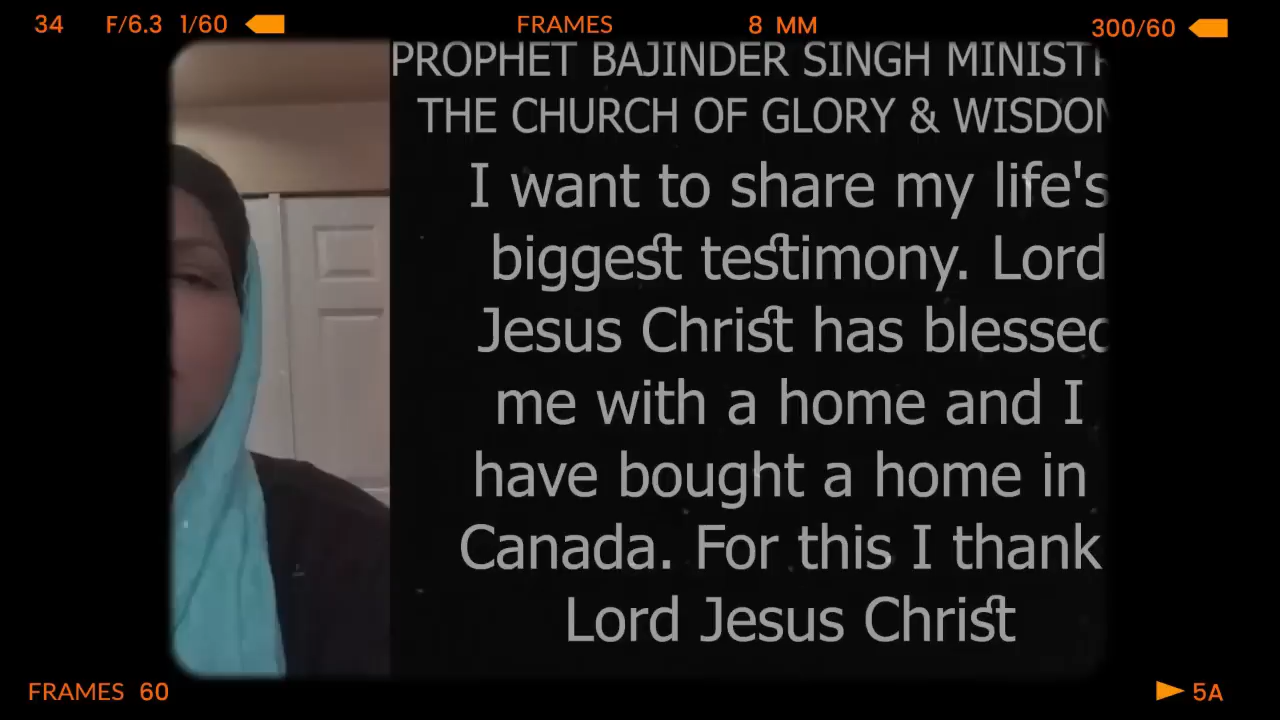 34 F/6.3 1/60 FRAMES 8 MM 300/60
PROPHET BAJINDER SINGH
THE CHURCH OF GLORY &
I want to share my life's
biggest testimony. Lord
Jesus Christ has blessed
me with a home and I
have bought a home in
Canada. For this I thank
Lord Jesus Christ
FRAMES 60 5A